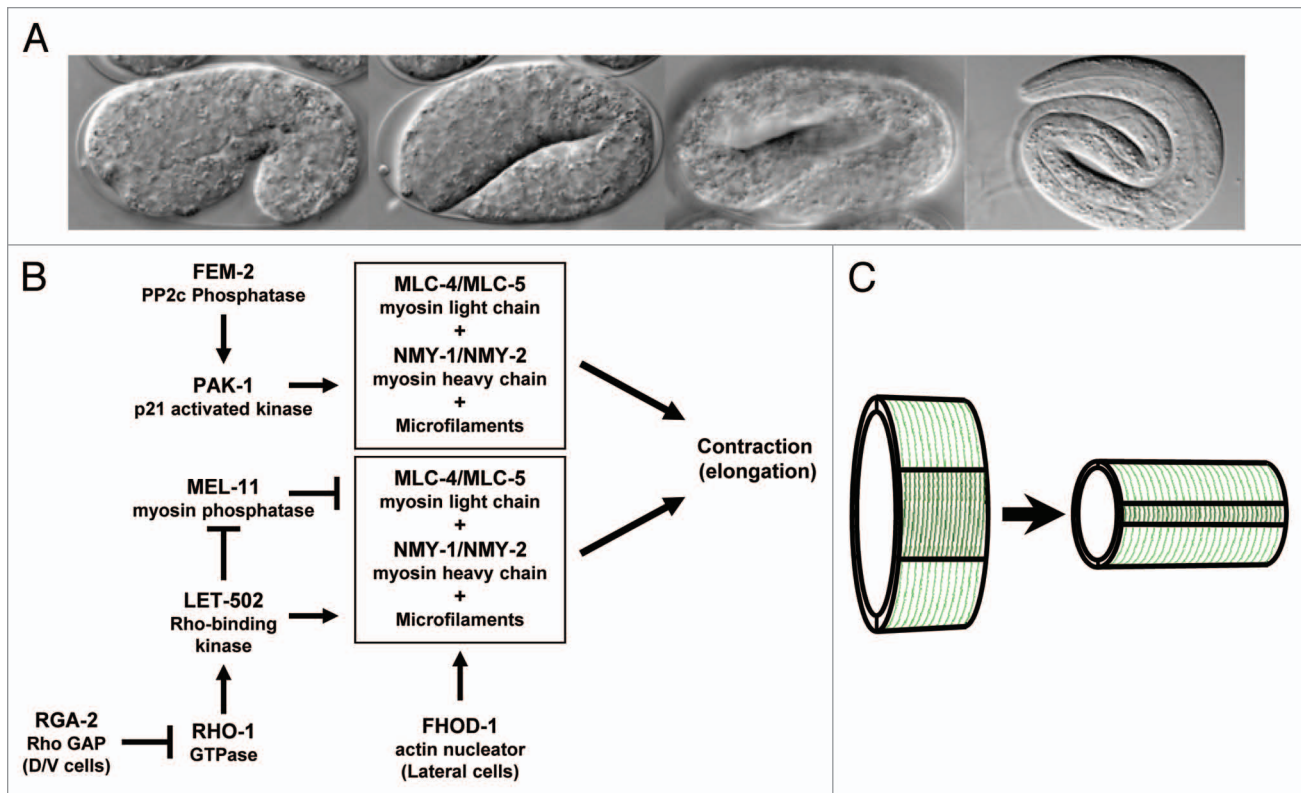 A
B
FEM-2
PP2c Phosphatase
PAK-1
p21 activated kinase
MLC-4/MLC-5
myosin light chain
+
NMY-1/NMY-2
myosin heavy chain
+
Microfilaments
MEL-11
myosin phosphatase
LET-502
Rho-binding
kinase
MLC-4/MLC-5
myosin light chain
+
NMY-1/NMY-2
myosin heavy chain
+
Microfilaments
Contraction
(elongation)
RGA-2
Rho GAP
(D/V cells)
RHO-1
GTPase
FHOD-1
actin nucleator
(Lateral cells)
C